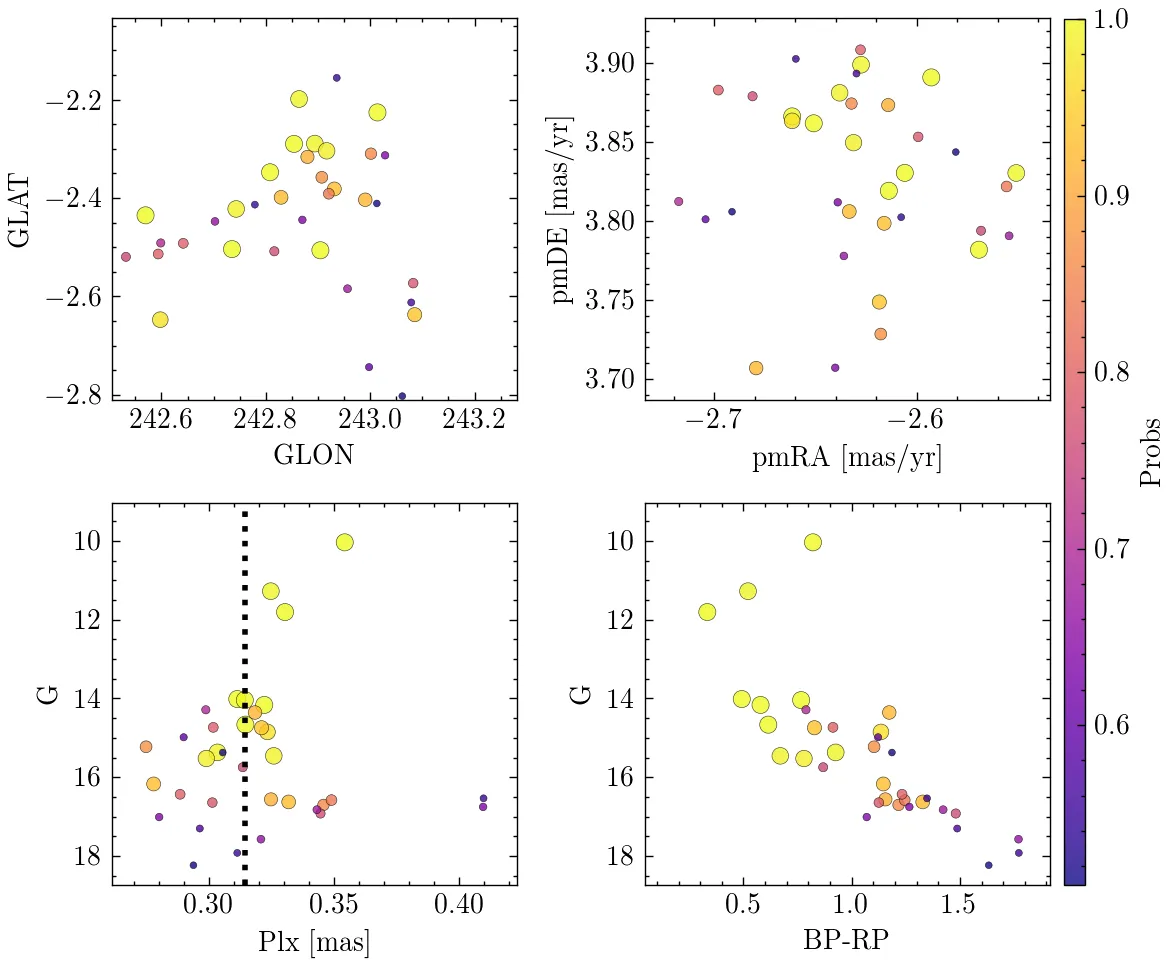 GLAT
−2.2
−2.4
−2.6
−2.8
242.6 242.8 243.0 243.2
GLON
pmDE [mas/yr]
3.90
3.85
3.80
3.75
3.70
−2.7 −2.6
pmRA [mas/yr]
G
10
12
14
16
18
0.30 0.35 0.40
Plx [mas]
G
10
12
14
16
18
0.5 1.0 1.5
BP-RP
1.0
0.9
0.8
0.7
0.6
Probs